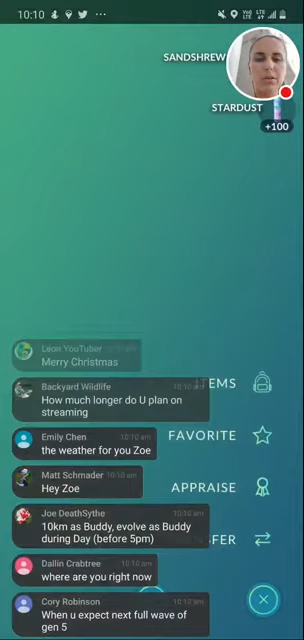 10:10
SANDSHREW
STARDUST
+100
Leon YouTuber
Merry Christmas
Backyard Wildlife 10:10 am
How much longer do U plan on
streaming
ITEMS
Emily Chen 10:10 am
the weather for you Zoe
FAVORITE
Matt Schmader 10:10 am
Hey Zoe
APPRAISE
Joe DeathSythe 10:10 am
10km as Buddy, evolve as Buddy
during Day (before 5pm)
Dallin Crabtree 10:10 am
where are you right now
Cory Robinson 10:10 am
When u expect next full wave of
gen 5